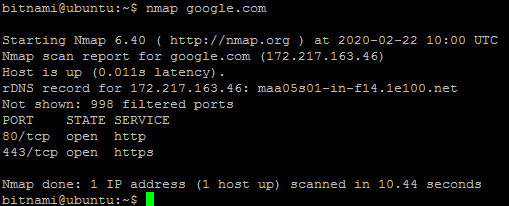 bitnami@ubuntu:~$ nmap google.com
Starting Nmap 6.40 ( http://nmap.org ) at 2020-02-22 10:00 UTC
Nmap scan report for google.com (172.217.163.46)
Host is up (0.011s latency).
rDNS record for 172.217.163.46: maa05s01-in-f14.1e100.net
Not shown: 998 filtered ports
PORT    STATE SERVICE
80/tcp  open  http
443/tcp open  https
Nmap done: 1 IP address (1 host up) scanned in 10.44 seconds
bitnami@ubuntu:~$